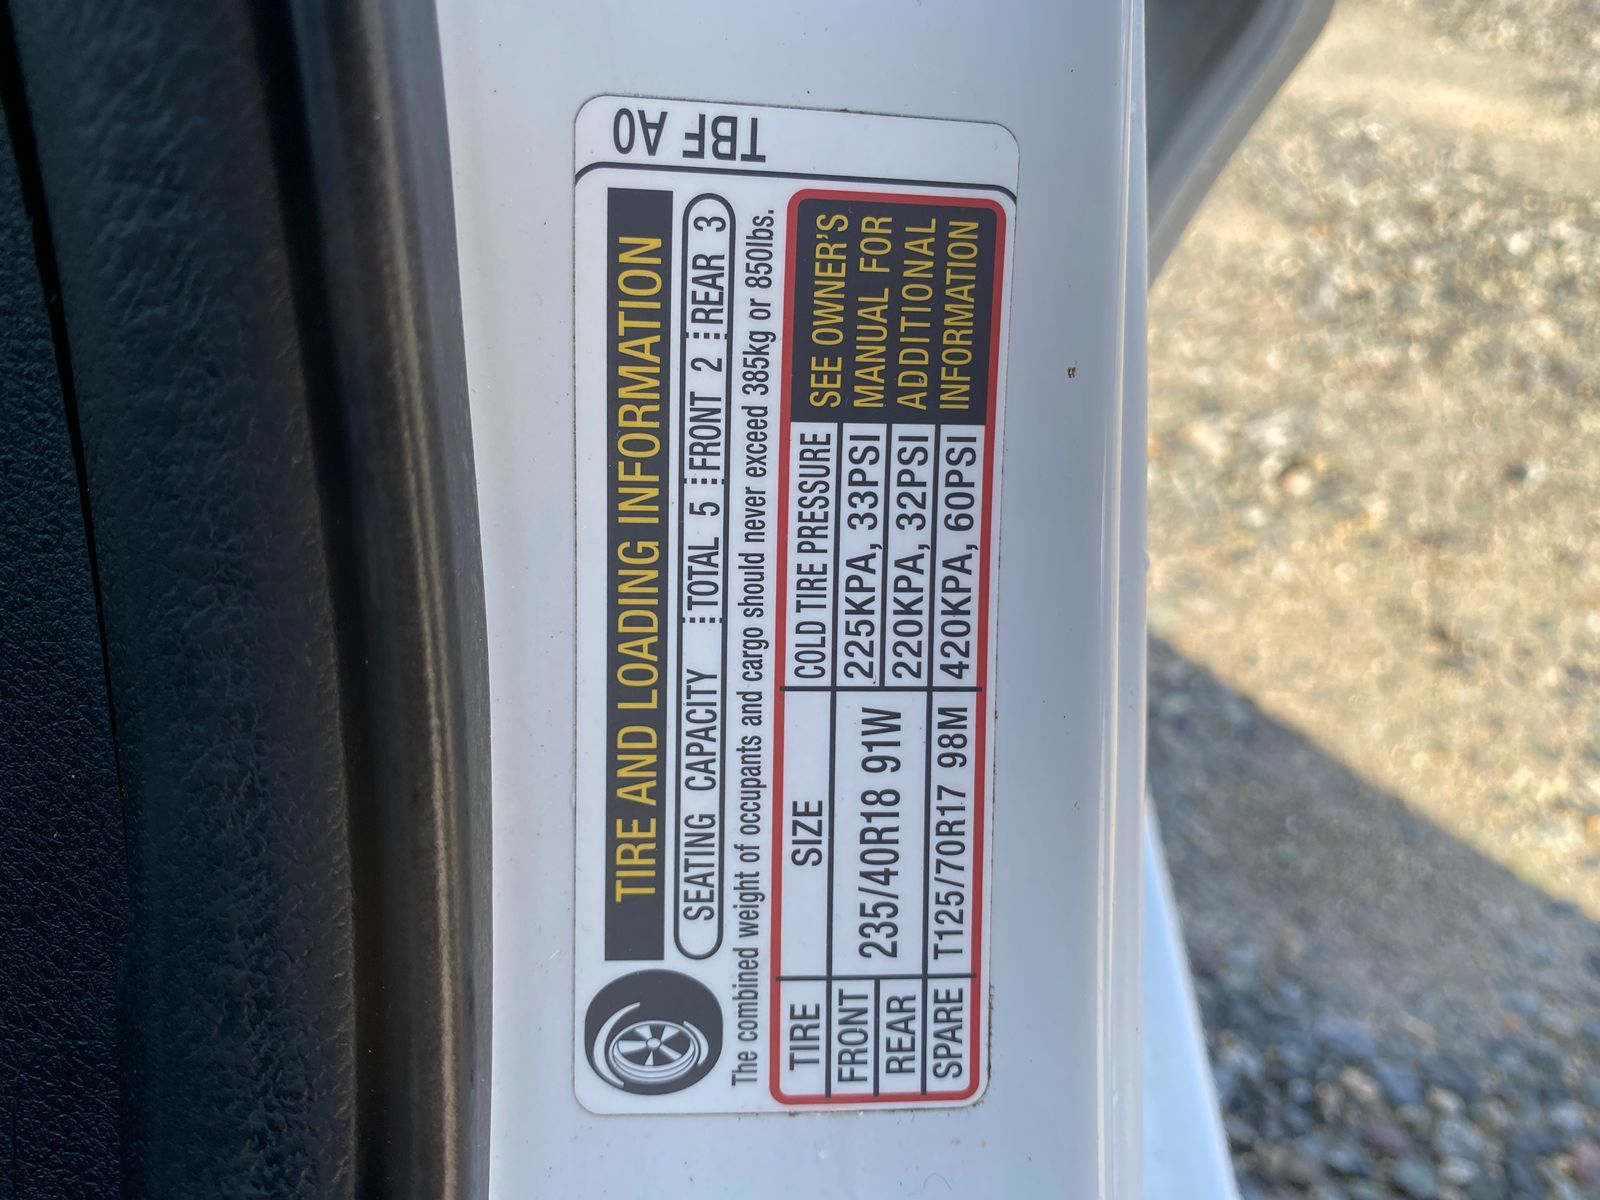 TBF A0
TIRE AND LOADING INFORMATION
SEATING CAPACITY TOTAL 5 FRONT 2 REAR 3
The combined weight of occupants and cargo should never exceed 385kg or 850lbs.
TIRE SIZE COLD TIRE PRESSURE
FRONT 235/40R18 91W 225KPA, 33PSI
REAR 220KPA, 32PSI
SPARE T125/70R17 98M 420KPA, 60PSI
SEE OWNER'S
MANUAL FOR
ADDITIONAL
INFORMATION